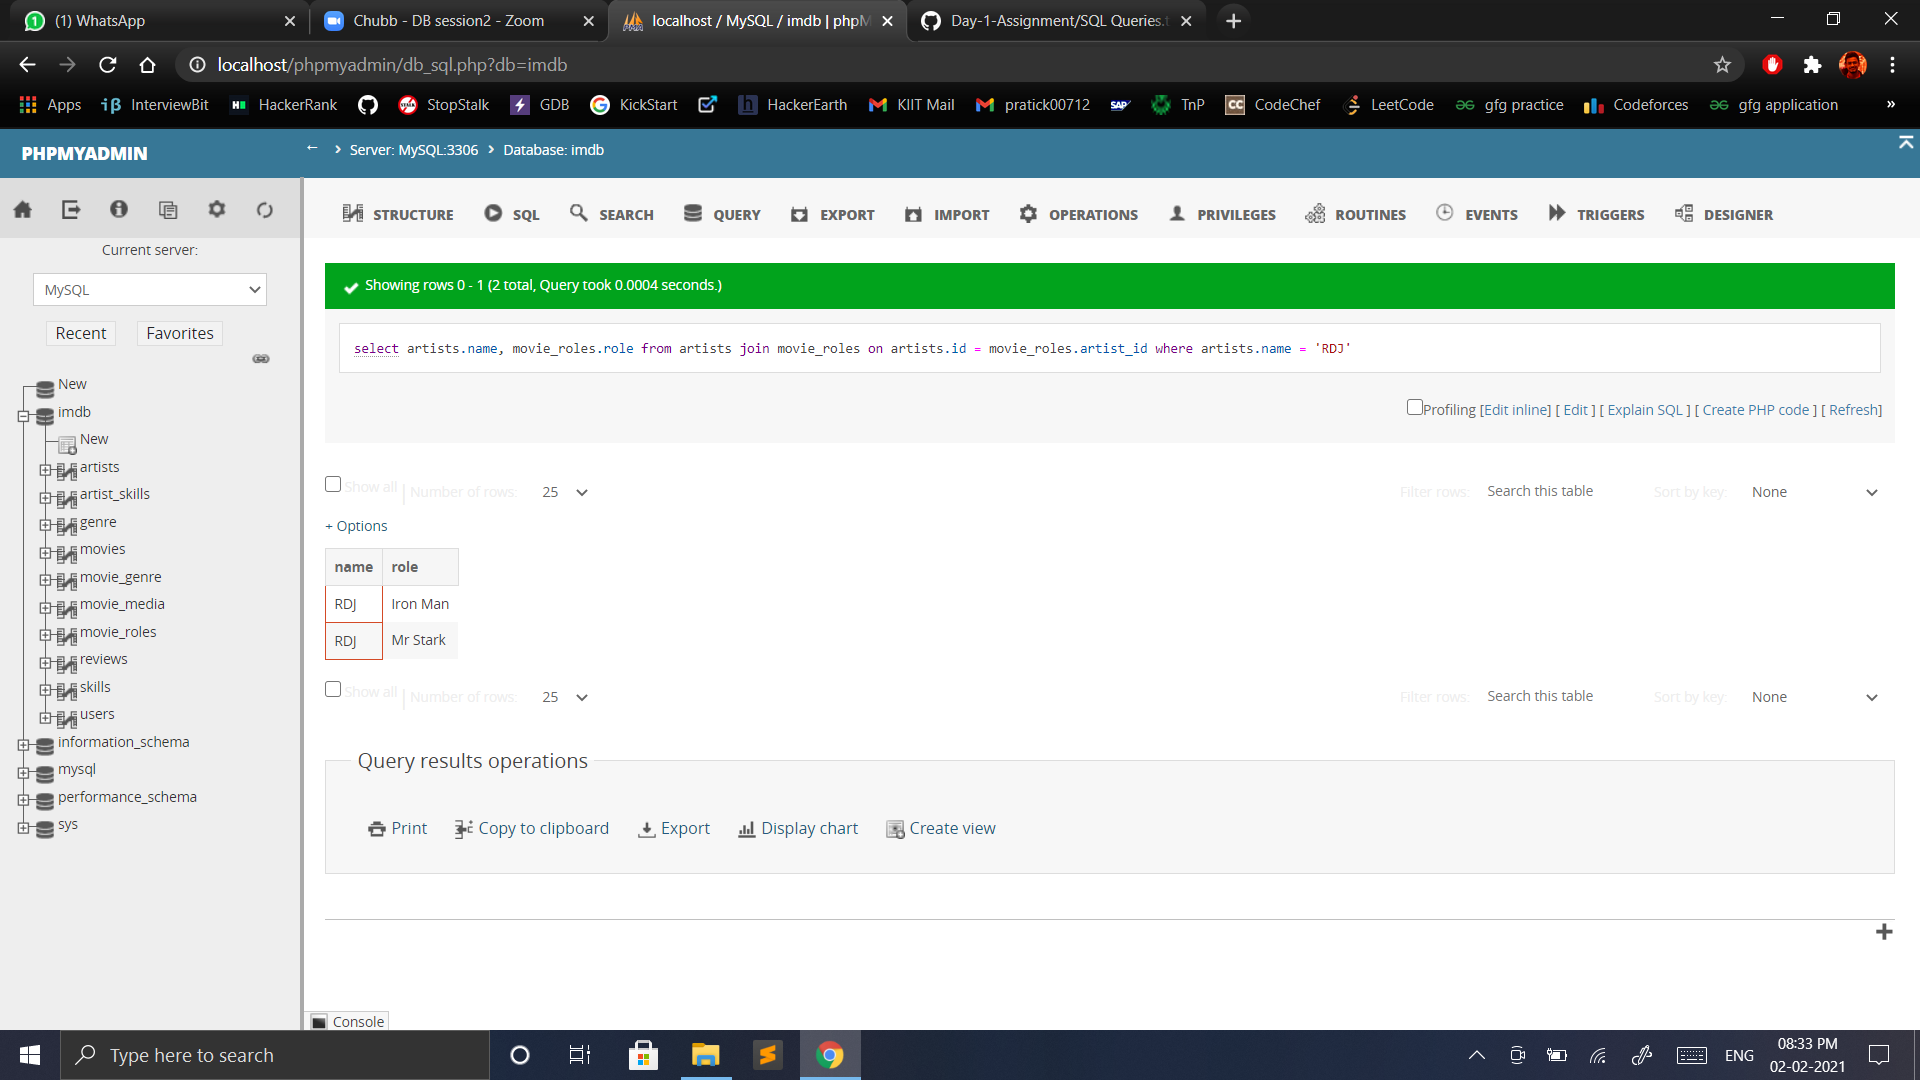 (1) WhatsApp
Chubb - DB session2 - Zoom
localhost / MySQL / imdb | phpM
Day-1-Assignment/SQL Queries.t
localhost/phpmyadmin/db_sql.php?db=imdb
Apps
InterviewBit
HackerRank
StopStalk
GDB
KickStart
HackerEarth
KIIT Mail
pratick00712
TnP
CodeChef
LeetCode
gfg practice
Codeforces
gfg application
»
PHPMYADMIN
Server: MySQL:3306
Database: imdb
STRUCTURE
SQL
SEARCH
QUERY
EXPORT
IMPORT
OPERATIONS
PRIVILEGES
ROUTINES
EVENTS
TRIGGERS
DESIGNER
Current server:
MySQL
Recent
Favorites
New
imdb
New
artists
artist_skills
genre
movies
movie_genre
movie_media
movie_roles
reviews
skills
users
information_schema
mysql
performance_schema
sys
Showing rows 0 - 1 (2 total, Query took 0.0004 seconds.)
select artists.name, movie_roles.role from artists join movie_roles on artists.id = movie_roles.artist_id where artists.name = 'RDJ'
Profiling [Edit inline] [ Edit ] [ Explain SQL ] [ Create PHP code ] [ Refresh]
Show all | Number of rows: 25
Filter rows: Search this table
Sort by key: None
+ Options
name role
RDJ Iron Man
RDJ Mr Stark
Show all | Number of rows: 25
Filter rows: Search this table
Sort by key: None
Query results operations
Print
Copy to clipboard
Export
Display chart
Create view
Console
Type here to search
ENG
08:33 PM
02-02-2021